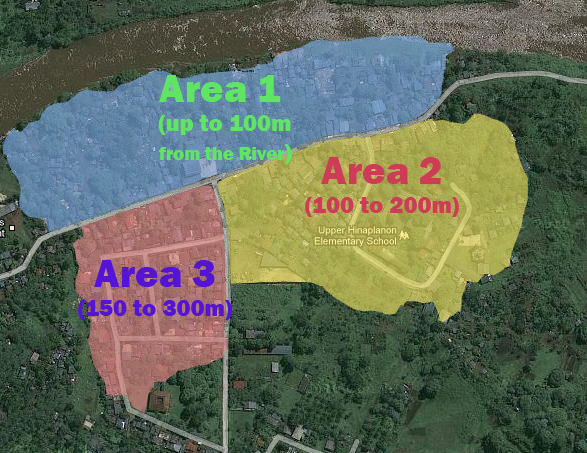 Area 1
(up to 100m
from the River)
Area 2
(100 to 200m)
Upper Hinaplanon
Elementary School
Area 3
(150 to 300m)